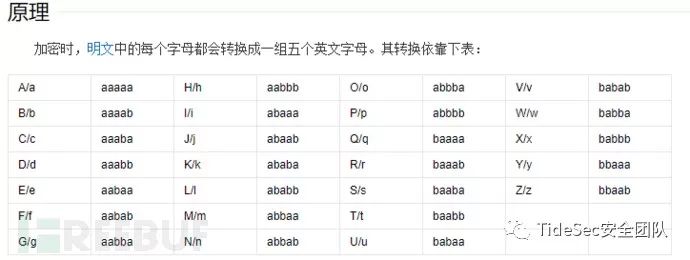 原理
加密时，明文中的每个字母都会转换成一组五个英文字母。其转换依靠下表：
A/a aaaaa H/h aabbb O/o abbba V/v babab
B/b aaaab I/i abaaa P/p abbbb W/w babba
C/c aaaba J/j abaab Q/q baaaa X/x babbb
D/d aaabb K/k ababa R/r baaab Y/y bbaaa
E/e aabaa L/l ababb S/s baaba Z/z bbaab
F/f aabab M/m abbaa T/t baabb
G/g aabba N/n abbab U/u babaa
FREEBUF
TideSec安全团队